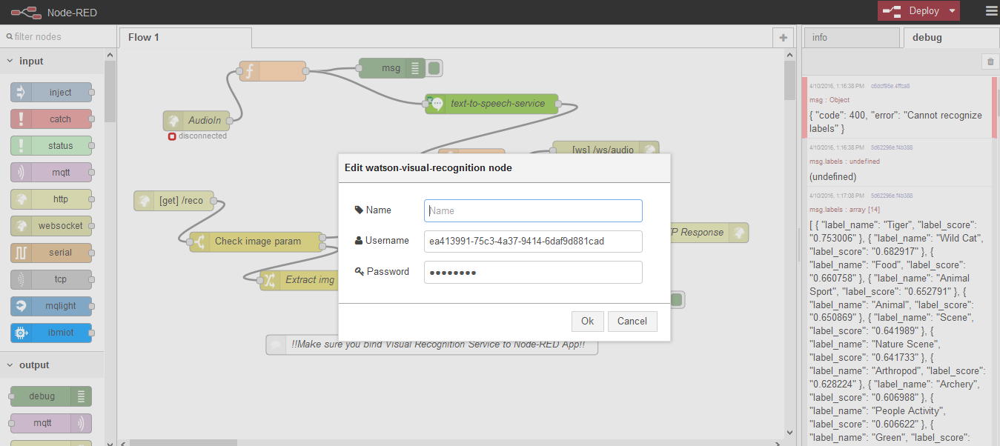 Node-RED
Deploy
filter nodes
Flow 1
info
debug
input
inject
catch
status
mqtt
http
websocket
serial
tcp
mqlight
ibmiot
output
debug
mqtt
msg
text-to-speech-service
AudioIn
disconnected
[ws] /ws/audio
[get] /reco
Check image param
Extract img
P Response
!!Make sure you bind Visual Recognition Service to Node-RED App!!
Edit watson-visual-recognition node
Name
Name
Username
ea413991-75c3-4a37-9414-6daf9d881cad
Password
Ok
Cancel
4/10/2016, 1:16:38 PM c6dcf95e.4ffca8
msg : Object
{ "code": 400, "error": "Cannot recognize
labels" }
4/10/2016, 1:16:38 PM 5d62296e.f4b388
msg.labels : undefined
(undefined)
4/10/2016, 1:17:08 PM 5d62296e.f4b388
msg.labels : array [14]
[ { "label_name": "Tiger", "label_score":
"0.753006" }, { "label_name": "Wild Cat",
"label_score": "0.682917" }, {
"label_name": "Food", "label_score":
"0.660758" }, { "label_name": "Animal
Sport", "label_score": "0.652791" }, {
"label_name": "Animal", "label_score":
"0.650869" }, { "label_name": "Scene",
"label_score": "0.641989" }, {
"label_name": "Nature Scene",
"label_score": "0.641733" }, {
"label_name": "Arthropod", "label_score":
"0.628224" }, { "label_name": "Archery",
"label_score": "0.606988" }, {
"label_name": "People Activity",
"label_score": "0.606622" }, {
"label_name": "Green", "label_score":